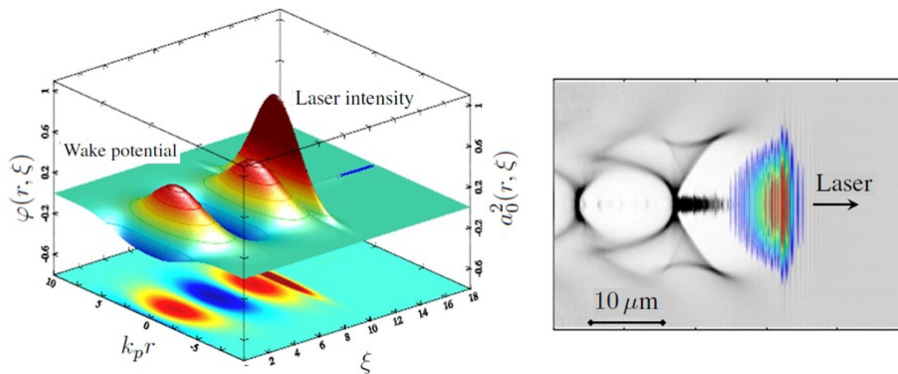 Laser intensity
Wake potential
φ(r, ξ)
1
0.6
0.2
-0.2
-0.6
a₀²(r, ξ)
1
0.6
0.2
-0.2
-0.6
10 5 0 -5
kₚr
2 4 6 8 10 12 14 16 18
ξ
Laser
10 μm